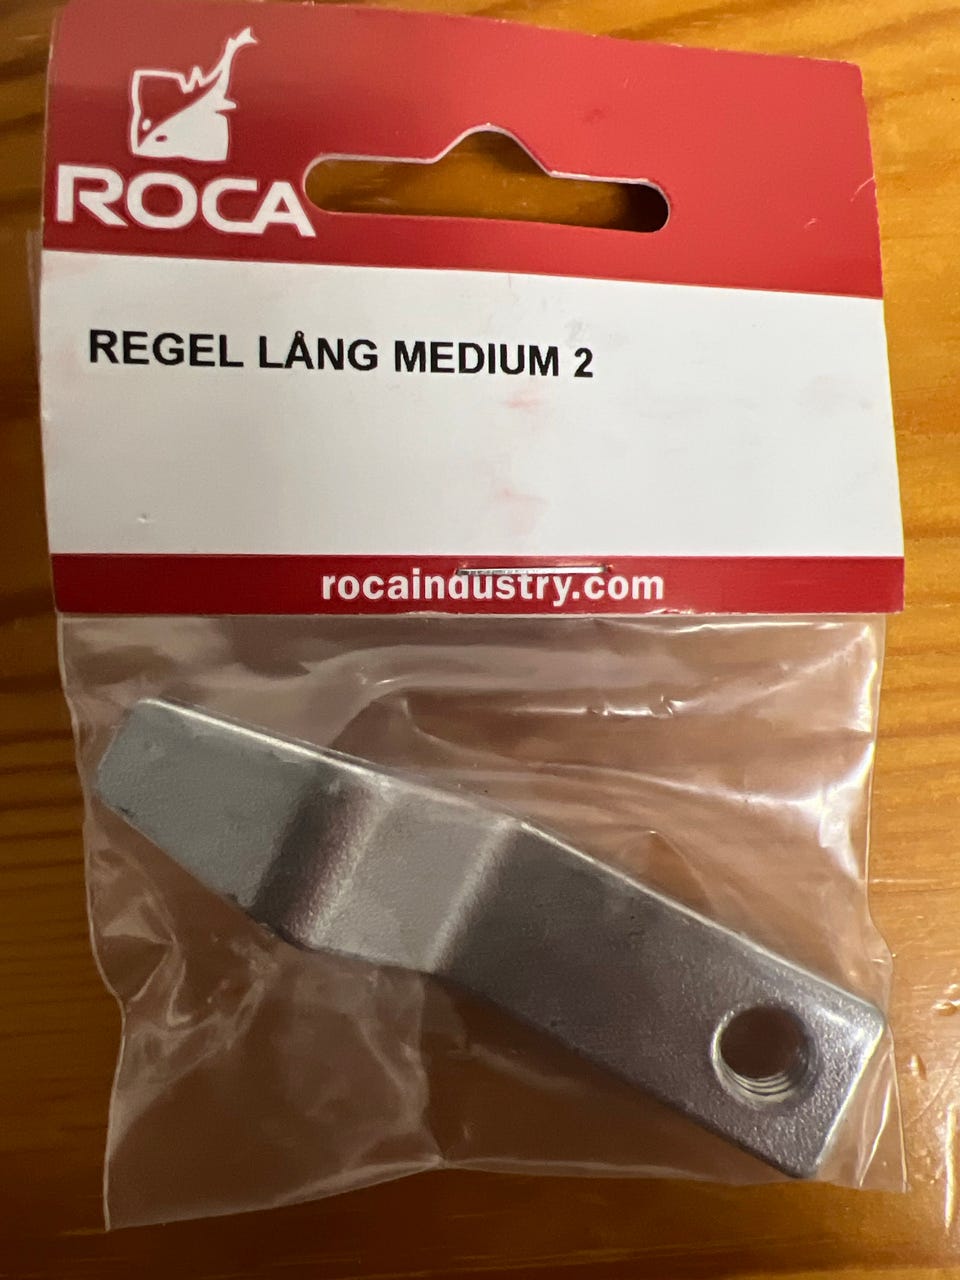 ROCA
REGEL LÅNG MEDIUM 2
rocaindustry.com